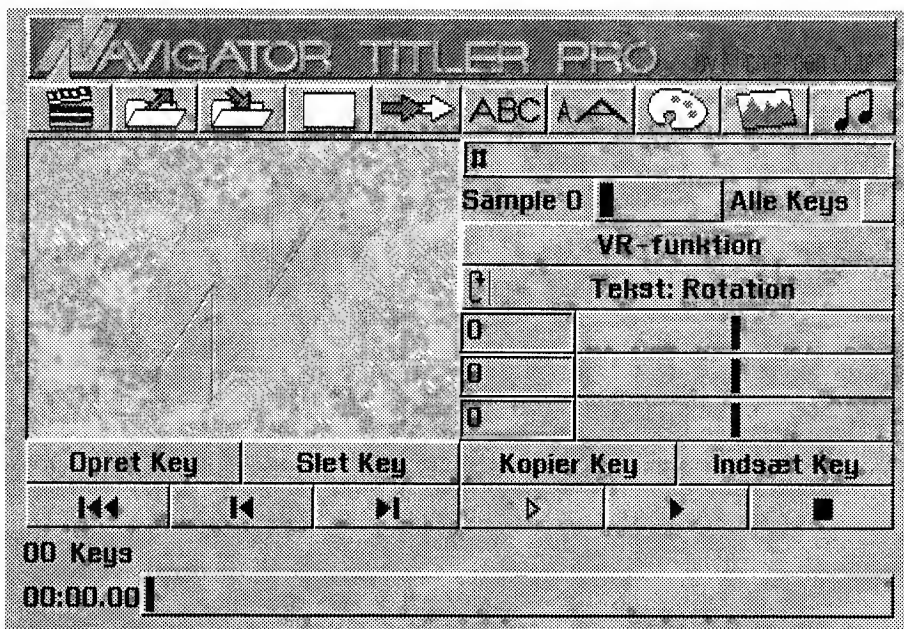 NAVIGATOR TITLER PRO
ABC AA
Sample 0 Alle Keys
VR-funktion
Tekst: Rotation
0
0
0
Opret Key Slet Key Kopier Key Indsæt Key
00 Keys
00:00.00